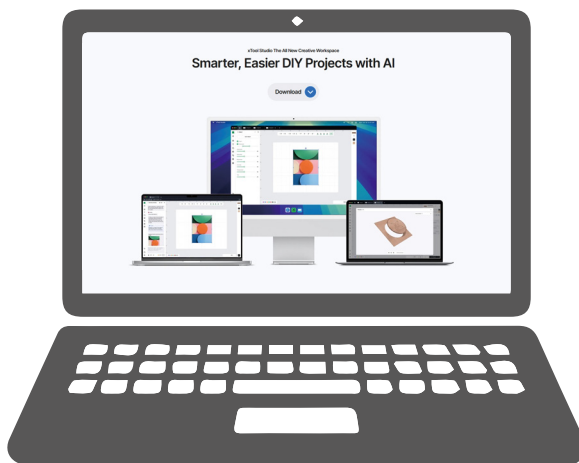 xTool Studio The All New Creative Workspace
Smarter, Easier DIY Projects with AI
Download